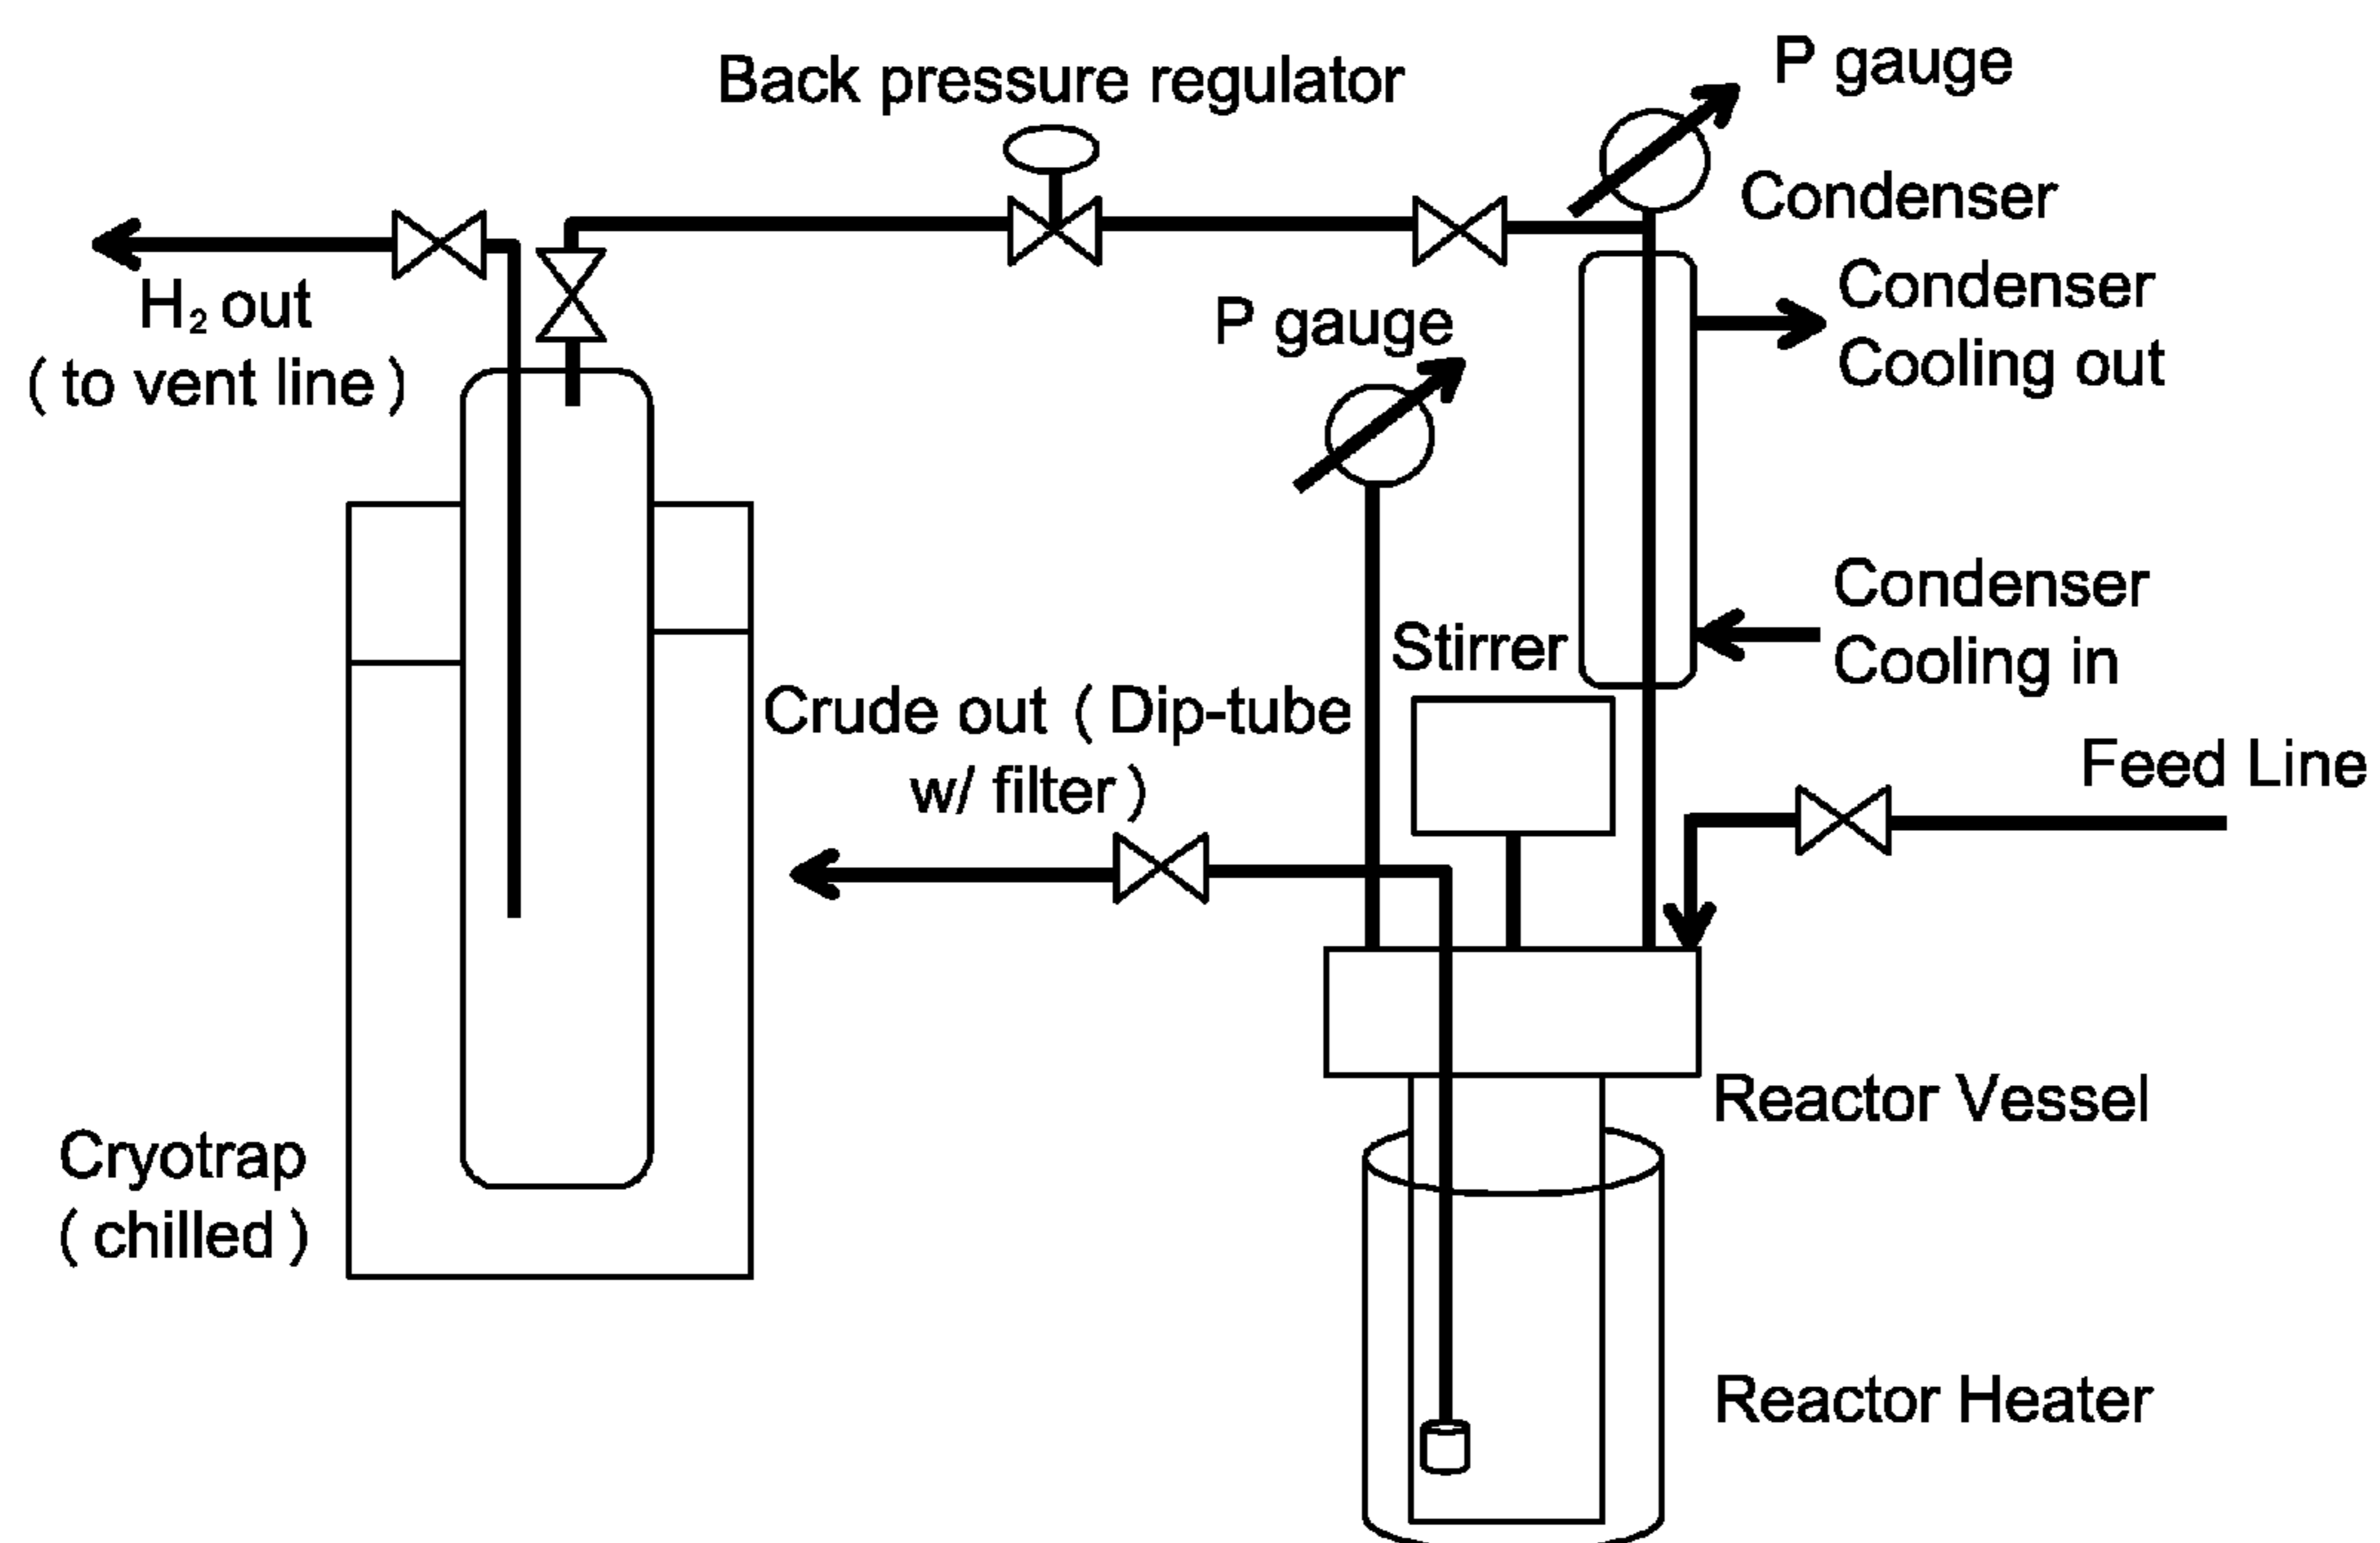 Back pressure regulator
P gauge
Condenser
H₂ out
(to vent line)
P gauge
Condenser
Cooling out
Stirrer
Condenser
Cooling in
Crude out (Dip-tube
w/ filter)
Feed Line
Reactor Vessel
Cryotrap
(chilled)
Reactor Heater